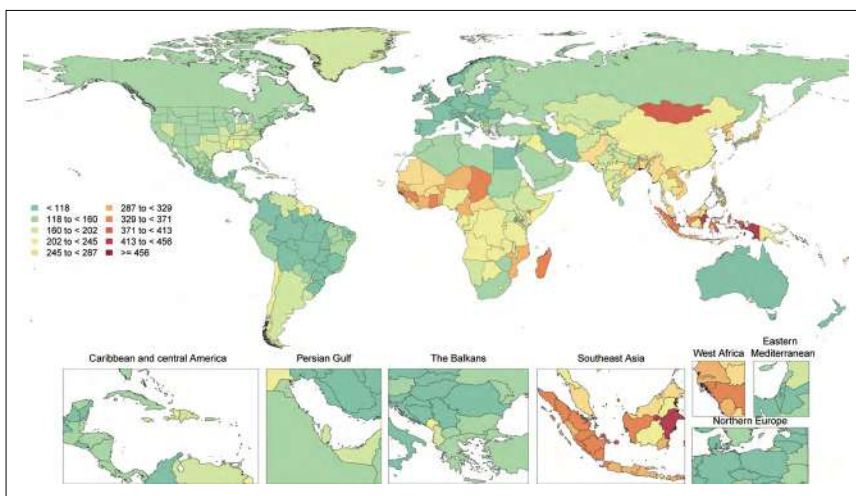 < 118
118 to < 160
160 to < 202
202 to < 245
245 to < 287
287 to < 329
329 to < 371
371 to < 413
413 to < 456
>= 456
Caribbean and central America
Persian Gulf
The Balkans
Southeast Asia
West Africa
Eastern
Mediterranean
Northern Europe